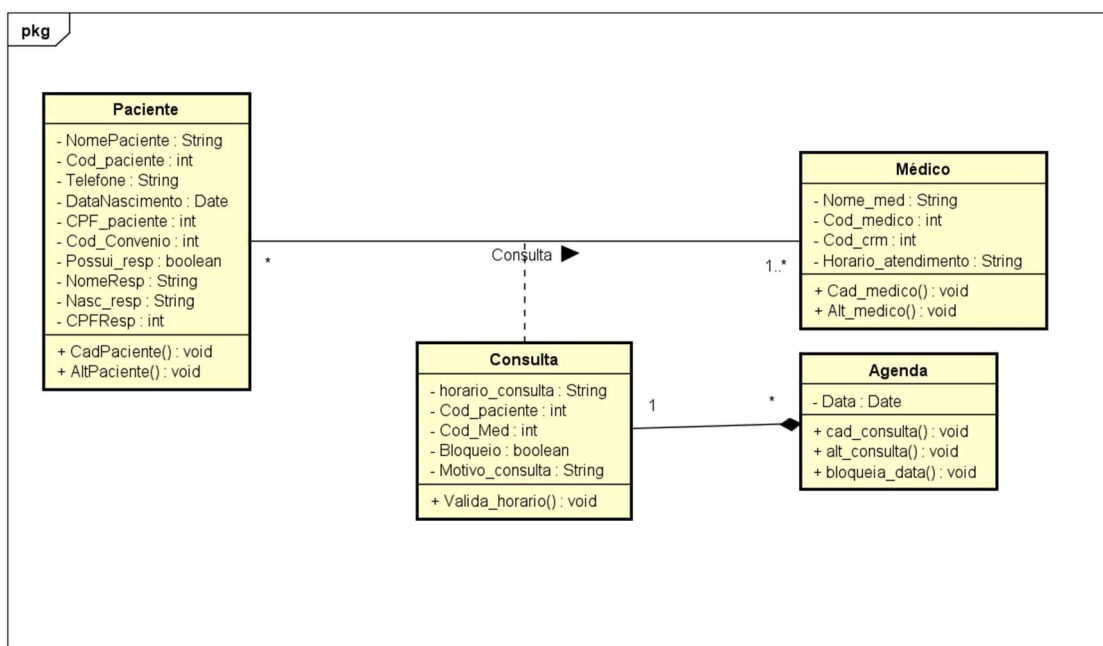 pkg
Paciente
- NomePaciente : String
- Cod_paciente : int
- Telefone : String
- DataNascimento : Date
- CPF_paciente : int
- Cod_Convenio : int
- Possui_resp : boolean
- NomeResp : String
- Nasc_resp : String
- CPFResp : int
+ CadPaciente() : void
+ AltPaciente() : void
*
Consulta
1..*
Médico
- Nome_med : String
- Cod_medico : int
- Cod_crm : int
- Horario_atendimento : String
+ Cad_medico() : void
+ Alt_medico() : void
Consulta
- horario_consulta : String
- Cod_paciente : int
- Cod_Med : int
- Bloqueio : boolean
- Motivo_consulta : String
+ Valida_horario() : void
1
*
Agenda
- Data : Date
+ cad_consulta() : void
+ alt_consulta() : void
+ bloqueia_data() : void